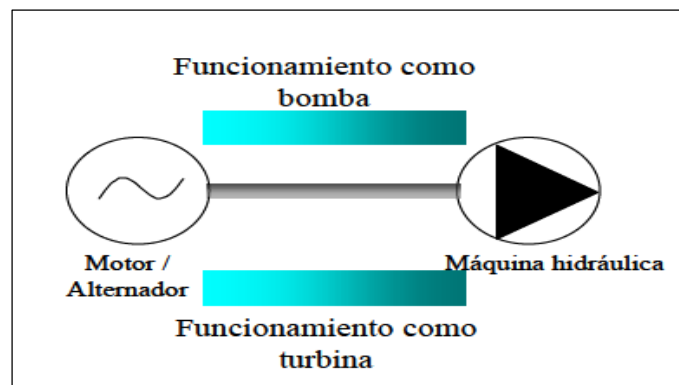 Funcionamiento como
bomba
Motor /
Alternador
Máquina hidráulica
Funcionamiento como
turbina